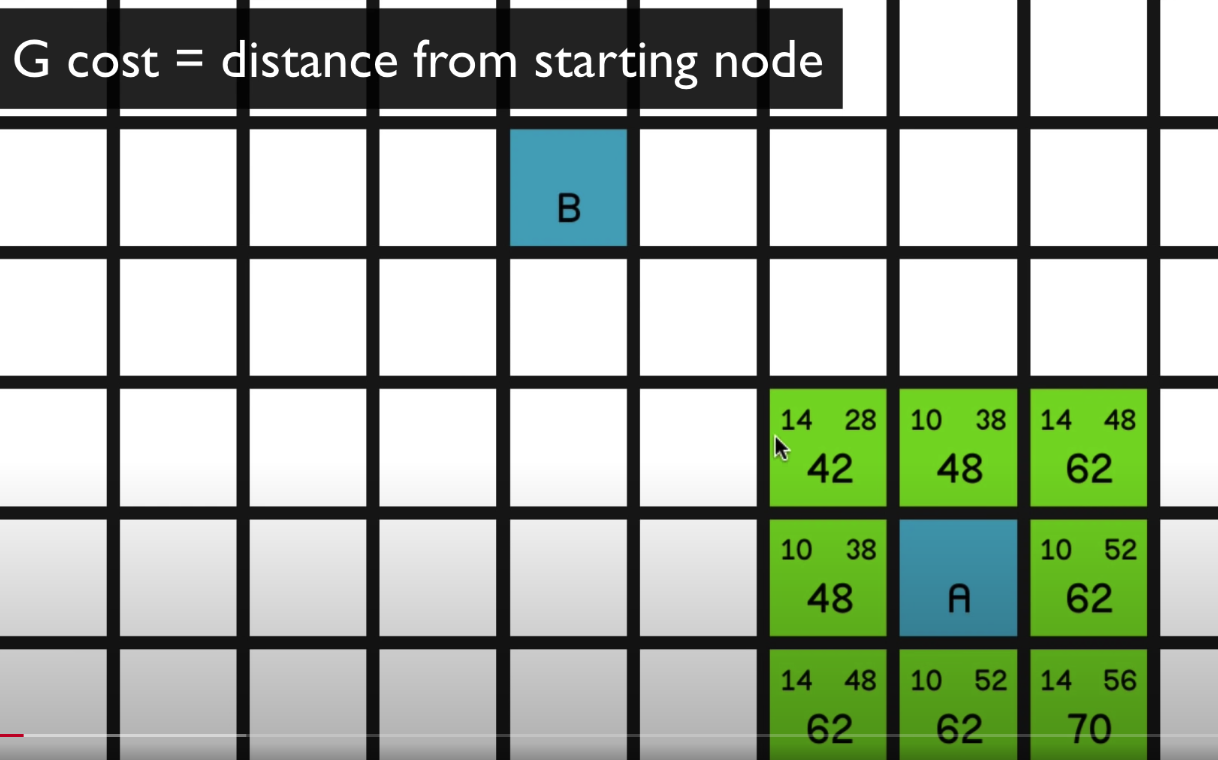 G cost = distance from starting node
B
14 28 10 38 14 48
42 48 62
10 38 10 52
48 A 62
14 48 10 52 14 56
62 62 70